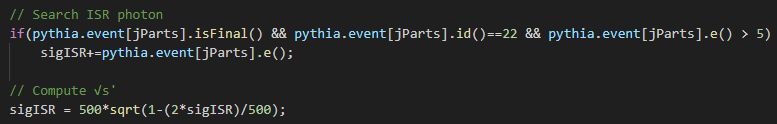 // Search ISR photon
if(pythia.event[jParts].isFinal() && pythia.event[jParts].id()==22 && pythia.event[jParts].e() > 5)
sigISR+=pythia.event[jParts].e();
// Compute √s'
sigISR = 500*sqrt(1-(2*sigISR)/500);